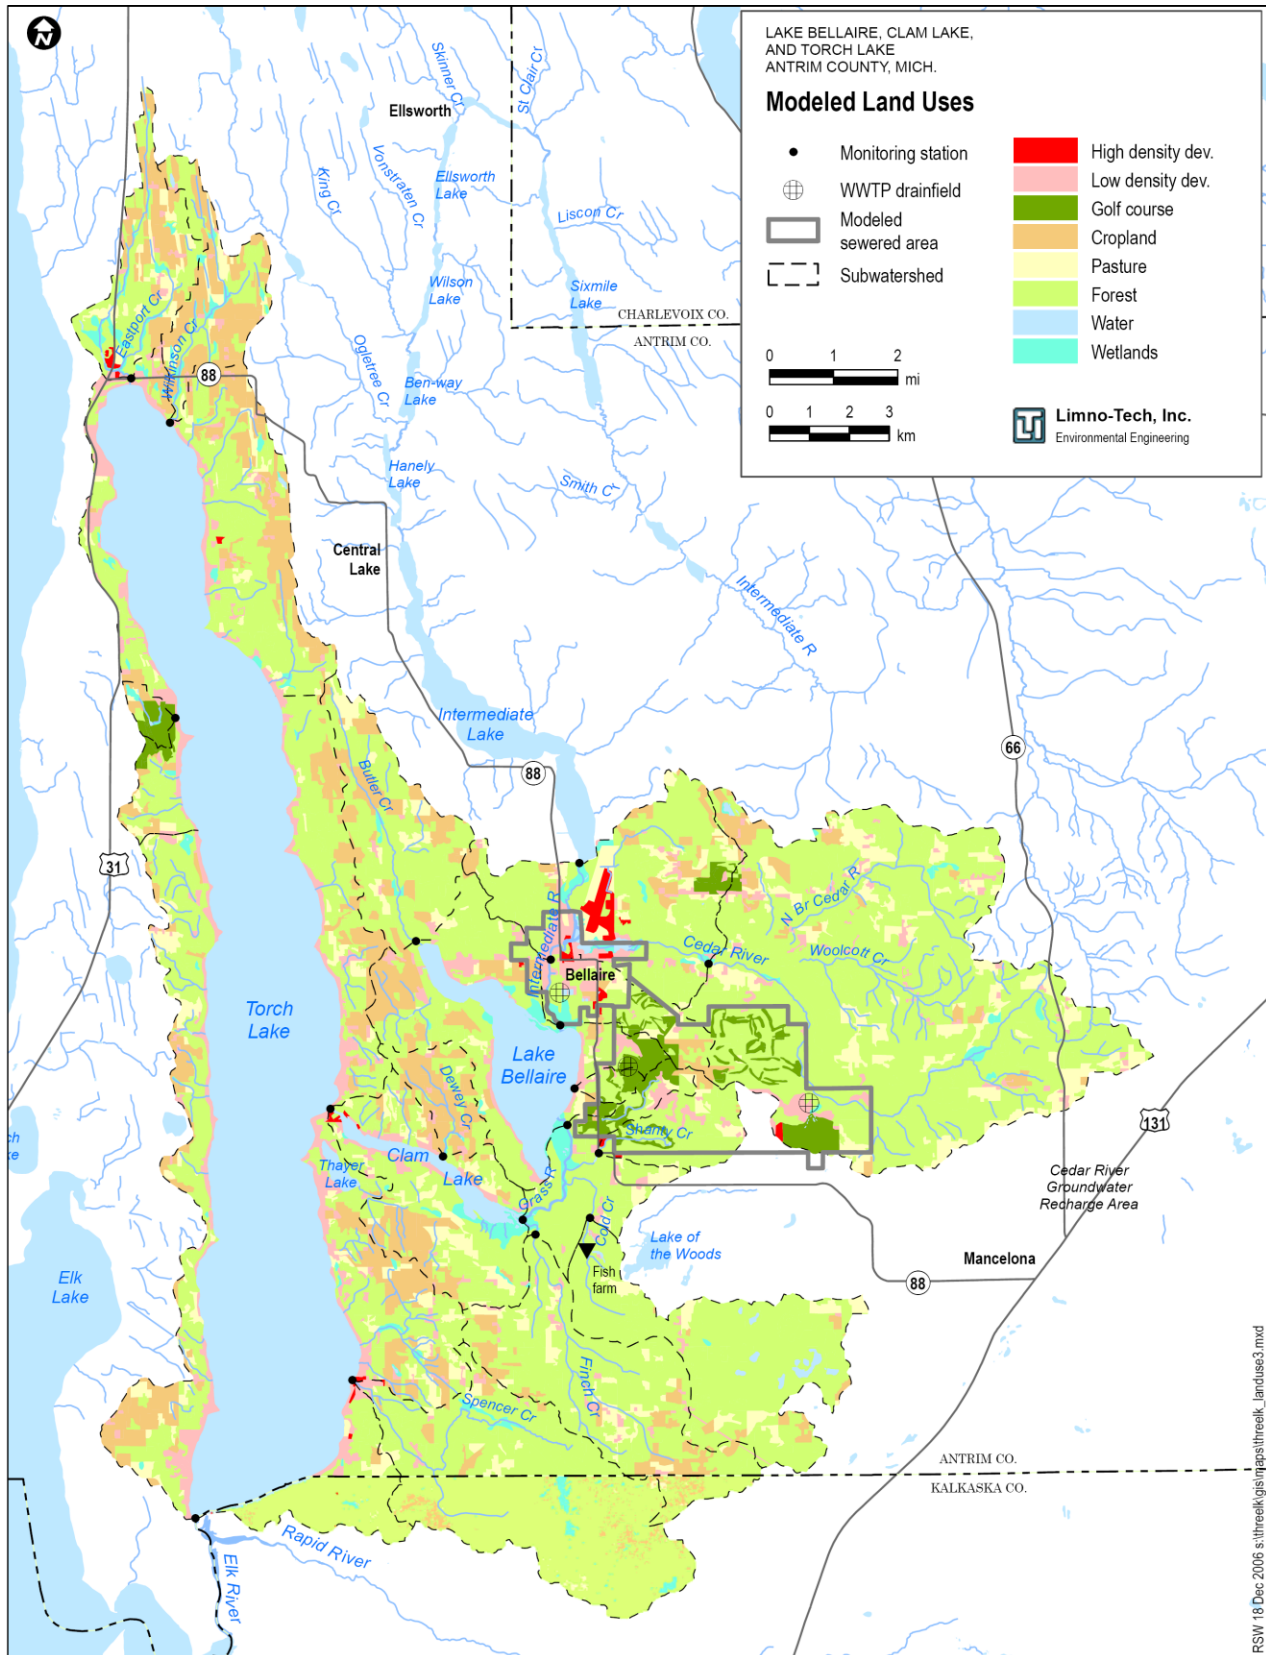 N
LAKE BELLAIRE, CLAM LAKE,
AND TORCH LAKE
ANTRIM COUNTY, MICH.
Modeled Land Uses
Monitoring station
WWTP drainfield
Modeled
sewered area
Subwatershed
High density dev.
Low density dev.
Golf course
Cropland
Pasture
Forest
Water
Wetlands
0 1 2
mi
0 1 2 3
km
Limno-Tech, Inc.
Environmental Engineering
Skinner Cr
St Clair Cr
Ellsworth
Vonstraten Cr
King Cr
Ellsworth
Lake
Liscon Cr
Wilson
Lake
Sixmile
Lake
CHARLEVOIX CO.
ANTRIM CO.
Eastport Cr
Wilkinson Cr
88
Ogletree Cr
Ben-way
Lake
Hanely
Lake
Smith Cr
Central
Lake
Intermediate R
Intermediate
Lake
66
88
Butler Cr
31
N Br Cedar R
Intermediate R
Cedar River
Woolcott Cr
Bellaire
Torch
Lake
Lake
Bellaire
Dewey Cr
Shanty Cr
131
Clam
Lake
Thayer
Lake
Grass R
Cold Cr
Cedar River
Groundwater
Recharge Area
Lake of
the Woods
Mancelona
Elk
Lake
Fish
farm
88
ch
ke
Finch Cr
Spencer Cr
ANTRIM CO.
KALKASKA CO.
Rapid River
Elk River
RSW 18 Dec 2006 s:\threelk\gis\maps\threelk_landuse3.mxd